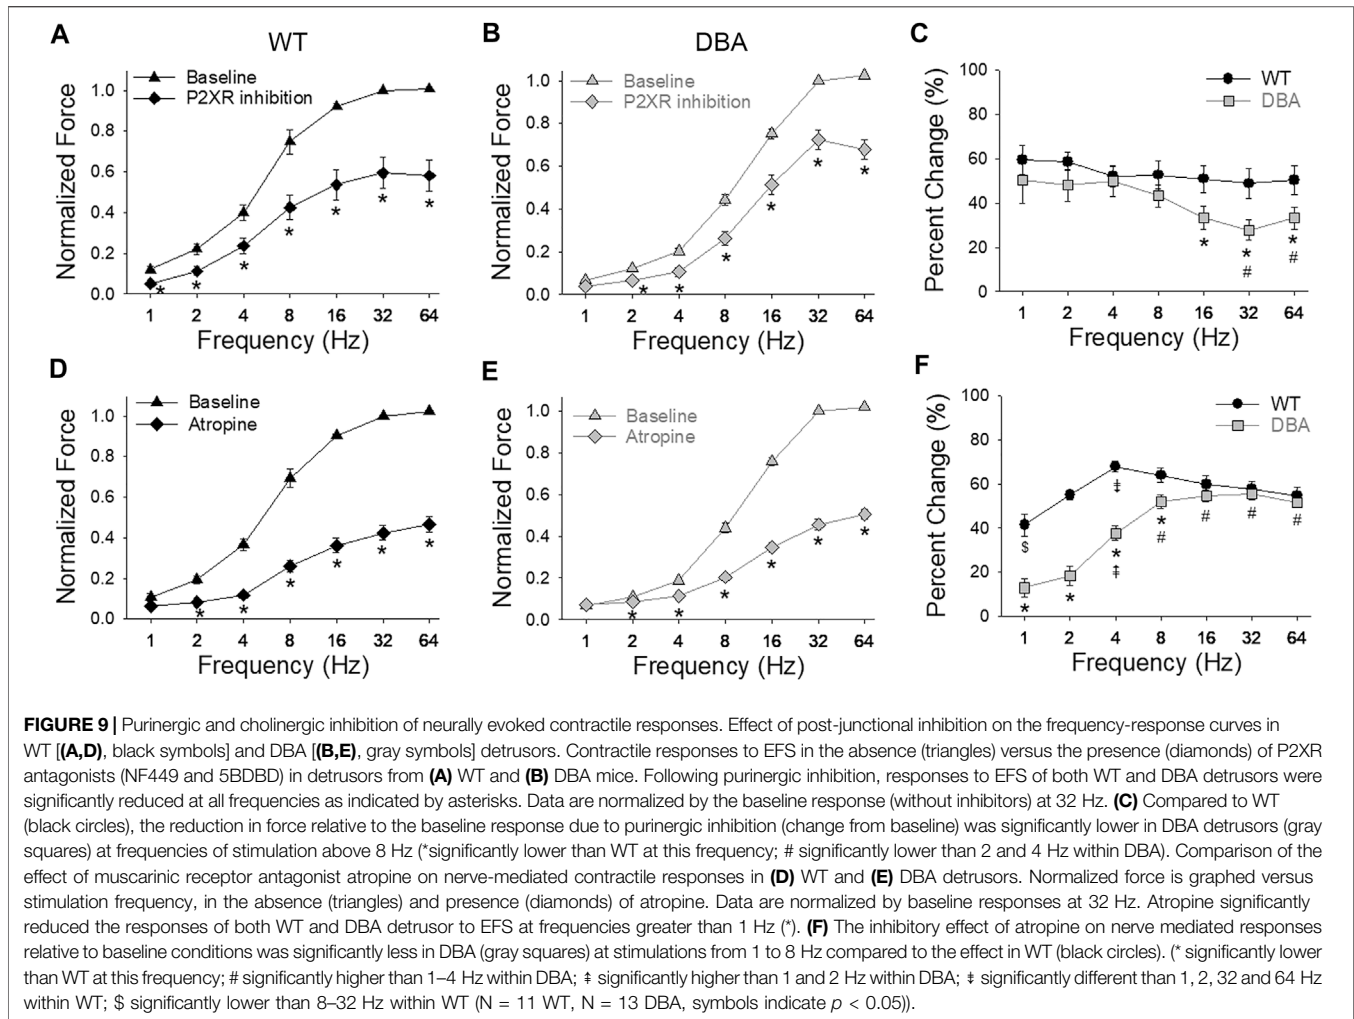 A
WT
Baseline
P2XR inhibition
Normalized Force
1.0
0.8
0.6
0.4
0.2
0.0
* * * * * * *
1 2 4 8 16 32 64
Frequency (Hz)
B
DBA
Baseline
P2XR inhibition
Normalized Force
1.0
0.8
0.6
0.4
0.2
0.0
* * * * * *
1 2 4 8 16 32 64
Frequency (Hz)
C
WT
DBA
Percent Change (%)
100
80
60
40
20
0
* * *
# #
1 2 4 8 16 32 64
Frequency (Hz)
D
Baseline
Atropine
Normalized Force
1.0
0.8
0.6
0.4
0.2
0.0
* * * * * *
1 2 4 8 16 32 64
Frequency (Hz)
E
Baseline
Atropine
Normalized Force
1.0
0.8
0.6
0.4
0.2
0.0
* * * * * *
1 2 4 8 16 32 64
Frequency (Hz)
F
WT
DBA
Percent Change (%)
100
80
60
40
20
0
$ ⩨
* * * * # # # #
1 2 4 8 16 32 64
Frequency (Hz)
FIGURE 9 | Purinergic and cholinergic inhibition of neurally evoked contractile responses. Effect of post-junctional inhibition on the frequency-response curves in
WT [(A,D), black symbols] and DBA [(B,E), gray symbols] detrusors. Contractile responses to EFS in the absence (triangles) versus the presence (diamonds) of P2XR
antagonists (NF449 and 5BDBD) in detrusors from (A) WT and (B) DBA mice. Following purinergic inhibition, responses to EFS of both WT and DBA detrusors were
significantly reduced at all frequencies as indicated by asterisks. Data are normalized by the baseline response (without inhibitors) at 32 Hz. (C) Compared to WT
(black circles), the reduction in force relative to the baseline response due to purinergic inhibition (change from baseline) was significantly lower in DBA detrusors (gray
squares) at frequencies of stimulation above 8 Hz (*significantly lower than WT at this frequency; # significantly lower than 2 and 4 Hz within DBA). Comparison of the
effect of muscarinic receptor antagonist atropine on nerve-mediated contractile responses in (D) WT and (E) DBA detrusors. Normalized force is graphed versus
stimulation frequency, in the absence (triangles) and presence (diamonds) of atropine. Data are normalized by baseline responses at 32 Hz. Atropine significantly
reduced the responses of both WT and DBA detrusor to EFS at frequencies greater than 1 Hz (*). (F) The inhibitory effect of atropine on nerve mediated responses
relative to baseline conditions was significantly less in DBA (gray squares) at stimulations from 1 to 8 Hz compared to the effect in WT (black circles). (* significantly lower
than WT at this frequency; # significantly higher than 1–4 Hz within DBA; ⤉ significantly higher than 1 and 2 Hz within DBA; ⤈ significantly different than 1, 2, 32 and 64 Hz
within WT; $ significantly lower than 8–32 Hz within WT (N = 11 WT, N = 13 DBA, symbols indicate p < 0.05)).